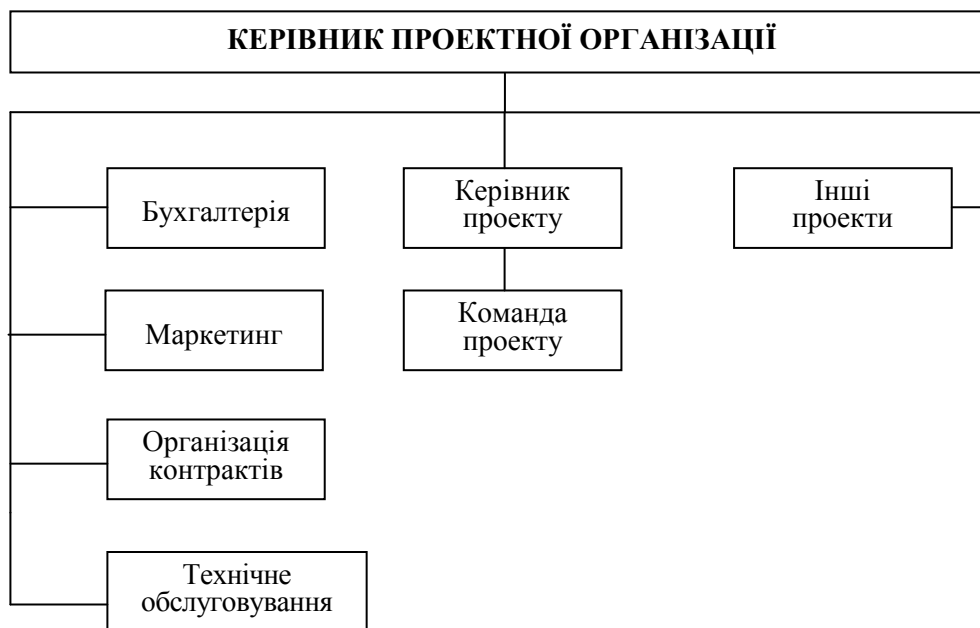 КЕРІВНИК ПРОЕКТНОЇ ОРГАНІЗАЦІЇ
Бухгалтерія
Керівник
проекту
Інші
проекти
Маркетинг
Команда
проекту
Організація
контрактів
Технічне
обслуговування